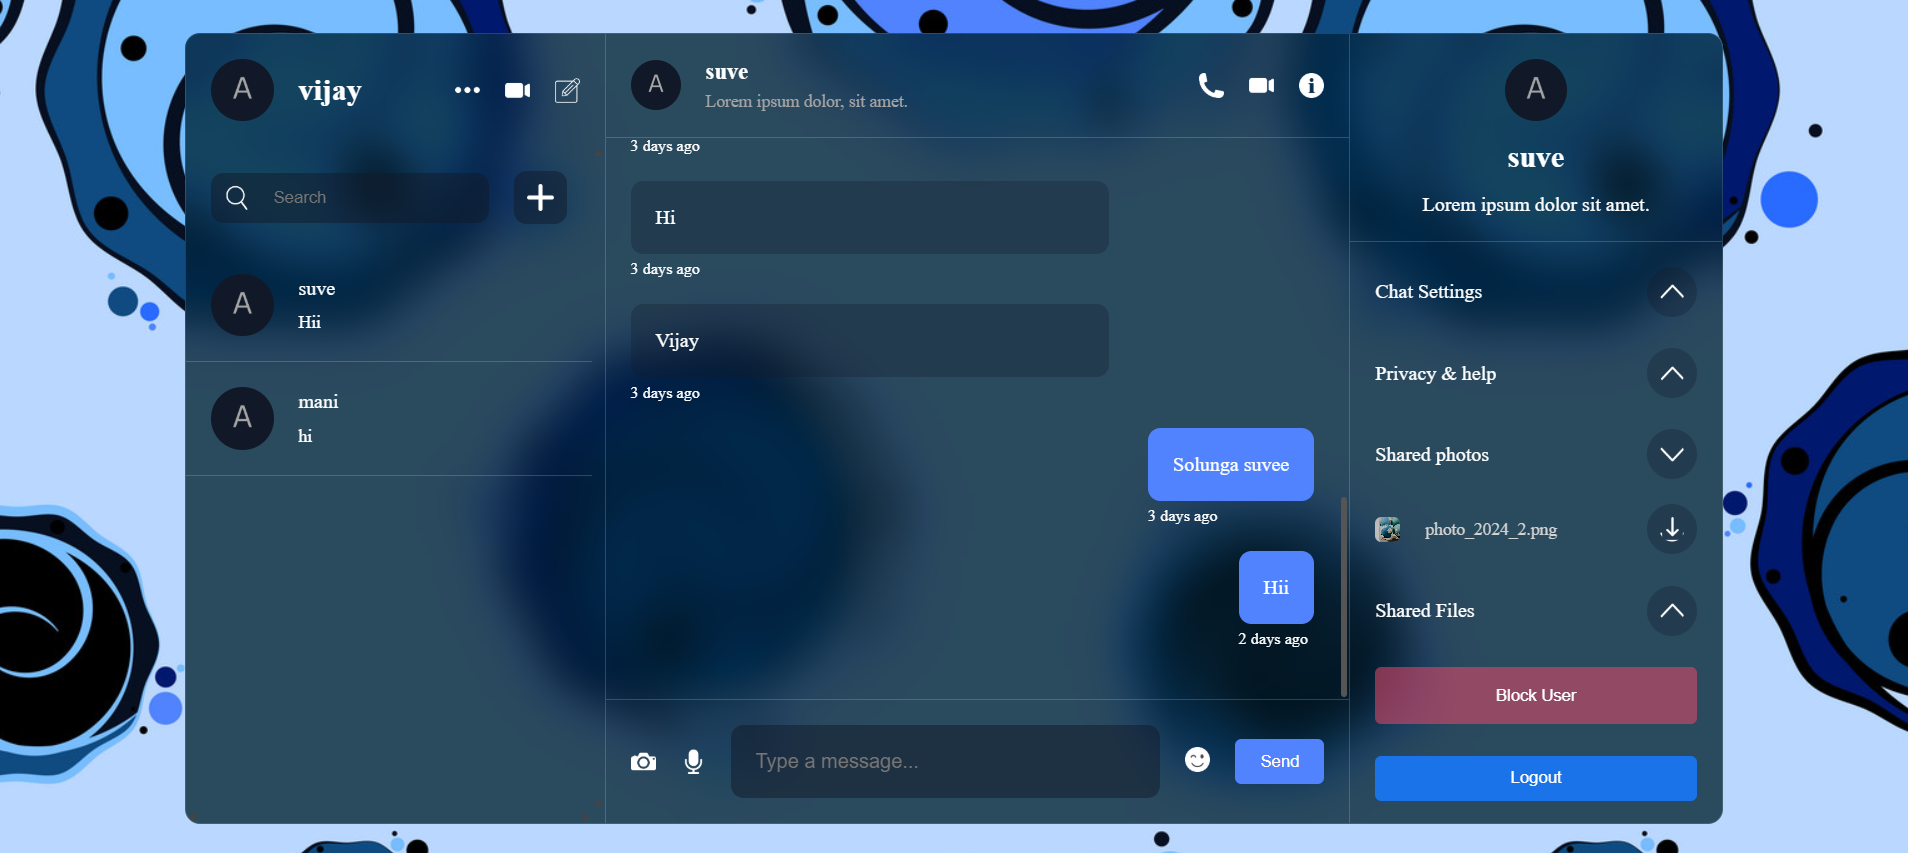 A
vijay
Search
A
suve
Hii
A
mani
hi
A
suve
Lorem ipsum dolor, sit amet.
3 days ago
Hi
3 days ago
Vijay
3 days ago
Solunga suvee
3 days ago
Hii
2 days ago
Type a message...
Send
A
suve
Lorem ipsum dolor sit amet.
Chat Settings
Privacy & help
Shared photos
photo_2024_2.png
Shared Files
Block User
Logout